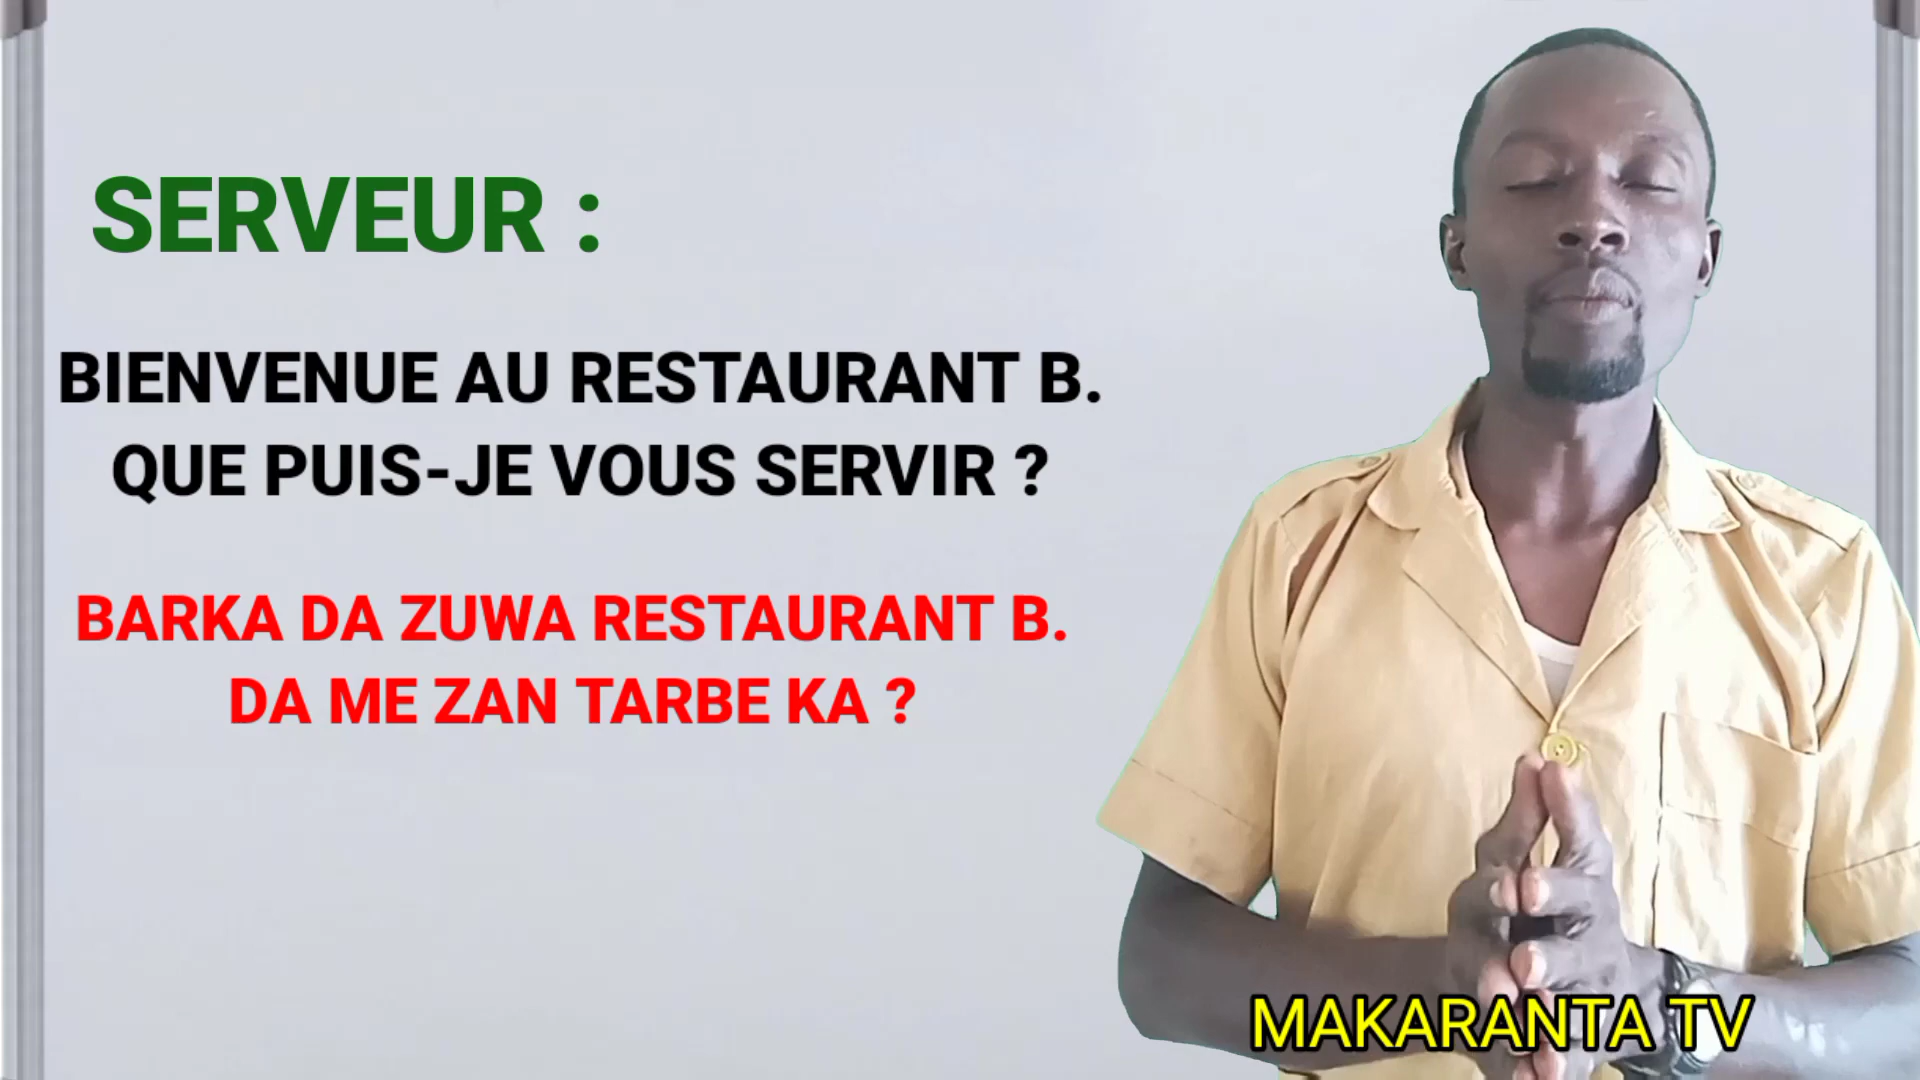 SERVEUR :
BIENVENUE AU RESTAURANT B.
QUE PUIS-JE VOUS SERVIR ?
BARKA DA ZUWA RESTAURANT B.
DA ME ZAN TARBE KA ?
MAKARANTA TV